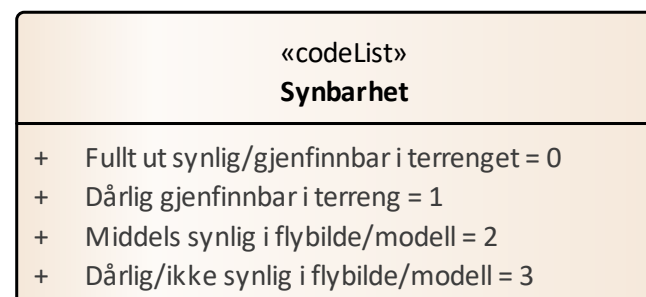 «codeList»
Synbarhet
+ Fullt ut synlig/gjenfinnbar i terrenget = 0
+ Dårlig gjenfinnbar i terreng = 1
+ Middels synlig i flybilde/modell = 2
+ Dårlig/ikke synlig i flybilde/modell = 3